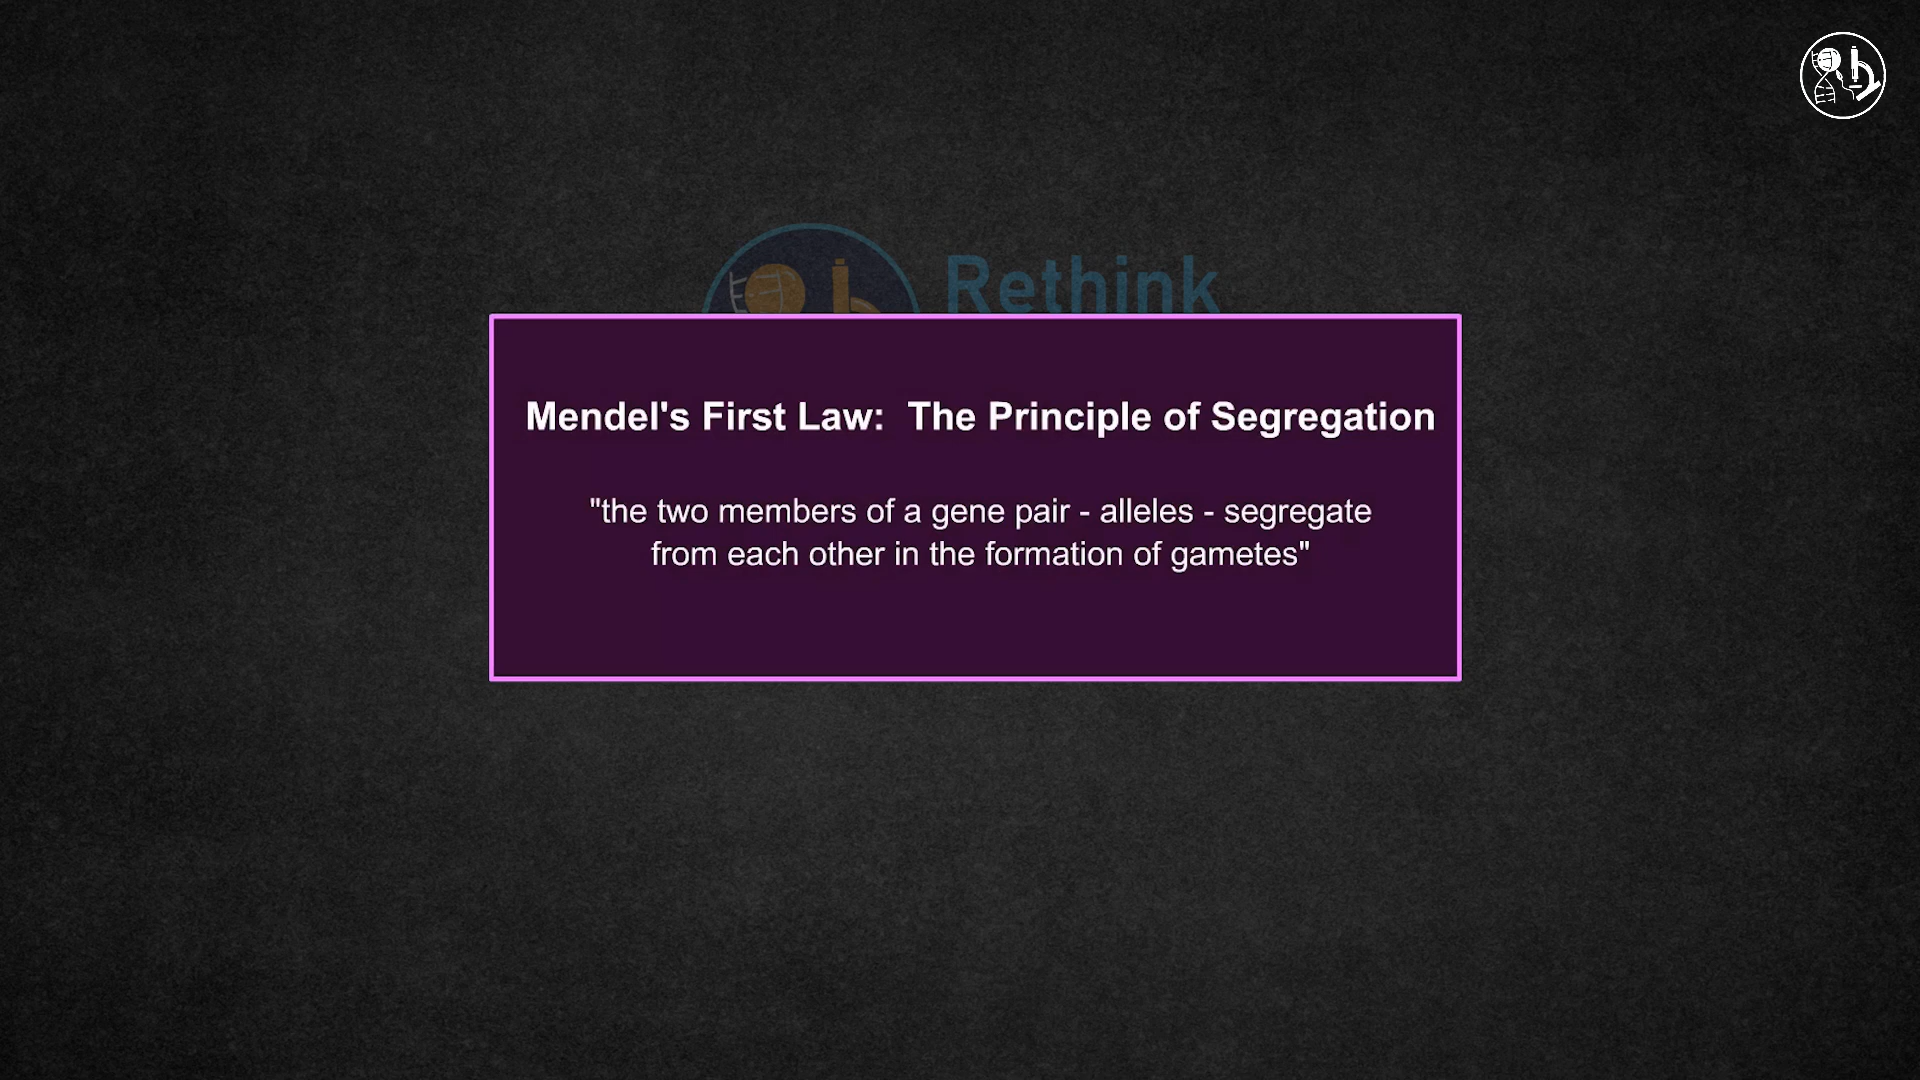 Rethink
Mendel's First Law:  The Principle of Segregation
"the two members of a gene pair - alleles - segregate
from each other in the formation of gametes"